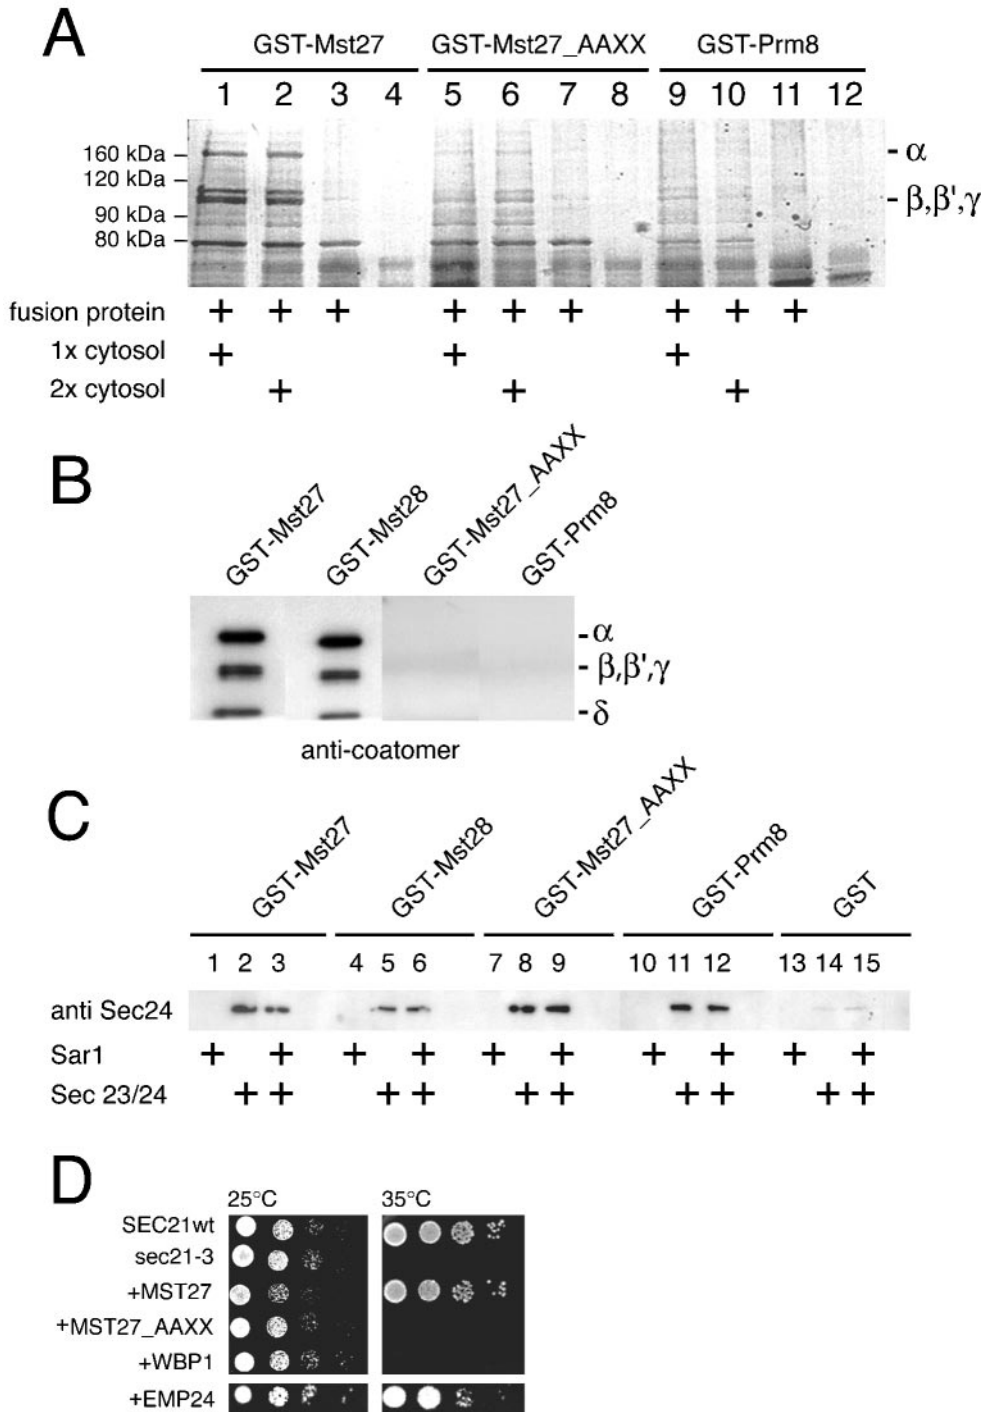 A
GST-Mst27 GST-Mst27_AAXX GST-Prm8
1 2 3 4 5 6 7 8 9 10 11 12
160 kDa
120 kDa
90 kDa
80 kDa
α
β,β',γ
fusion protein + + + + + + + + +
1x cytosol + + +
2x cytosol + + +
B
GST-Mst27 GST-Mst28 GST-Mst27_AAXX GST-Prm8
α
β,β',γ
δ
anti-coatomer
C
GST-Mst27 GST-Mst28 GST-Mst27_AAXX GST-Prm8 GST
1 2 3 4 5 6 7 8 9 10 11 12 13 14 15
anti Sec24
Sar1 + + + + + + + + + +
Sec 23/24 + + + + + + + + + +
D
25°C 35°C
SEC21wt
sec21-3
+MST27
+MST27_AAXX
+WBP1
+EMP24